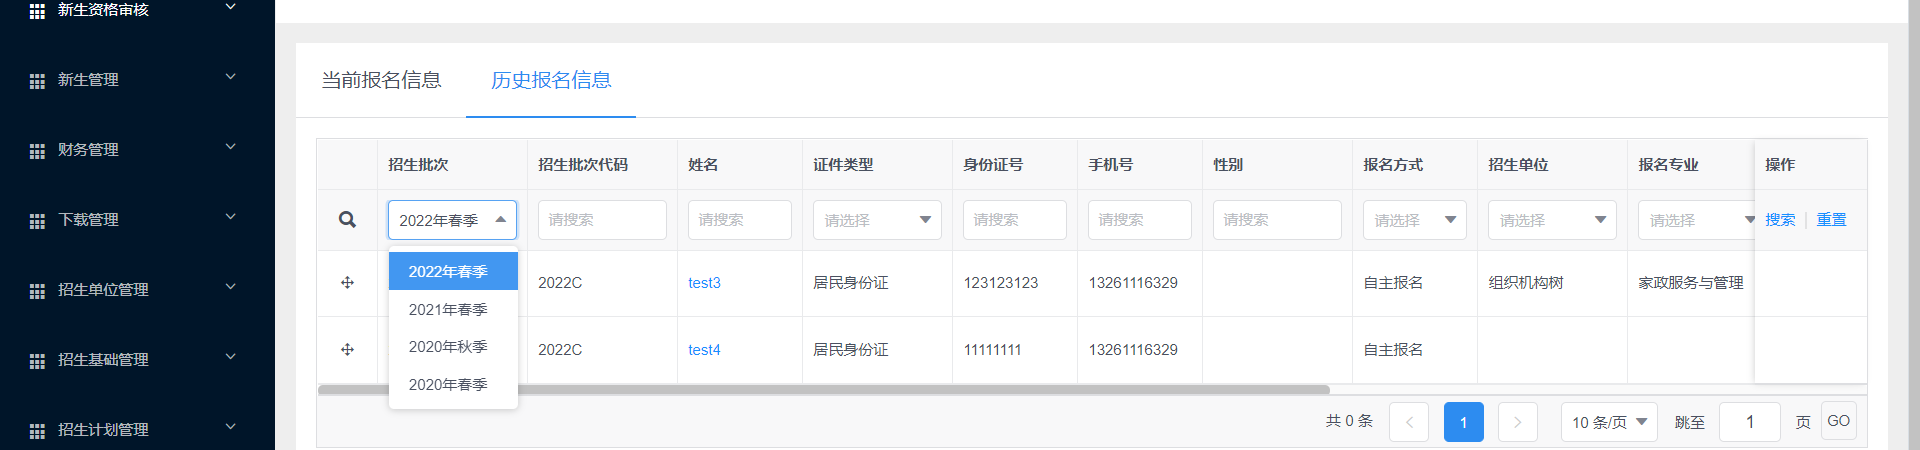 新生资格审核
新生管理
财务管理
下载管理
招生单位管理
招生基础管理
招生计划管理
当前报名信息 历史报名信息
招生批次 招生批次代码 姓名 证件类型 身份证号 手机号 性别 报名方式 招生单位 报名专业 操作
2022年春季 请搜索 请搜索 请选择 请搜索 请搜索 请搜索 请选择 请选择 请选择 搜索 重置
2022年春季
2021年春季
2020年秋季
2020年春季
2022C test3 居民身份证 123123123 13261116329 自主报名 组织机构树 家政服务与管理
2022C test4 居民身份证 11111111 13261116329 自主报名
共 0 条 < 1 > 10 条/页 跳至 1 页 GO